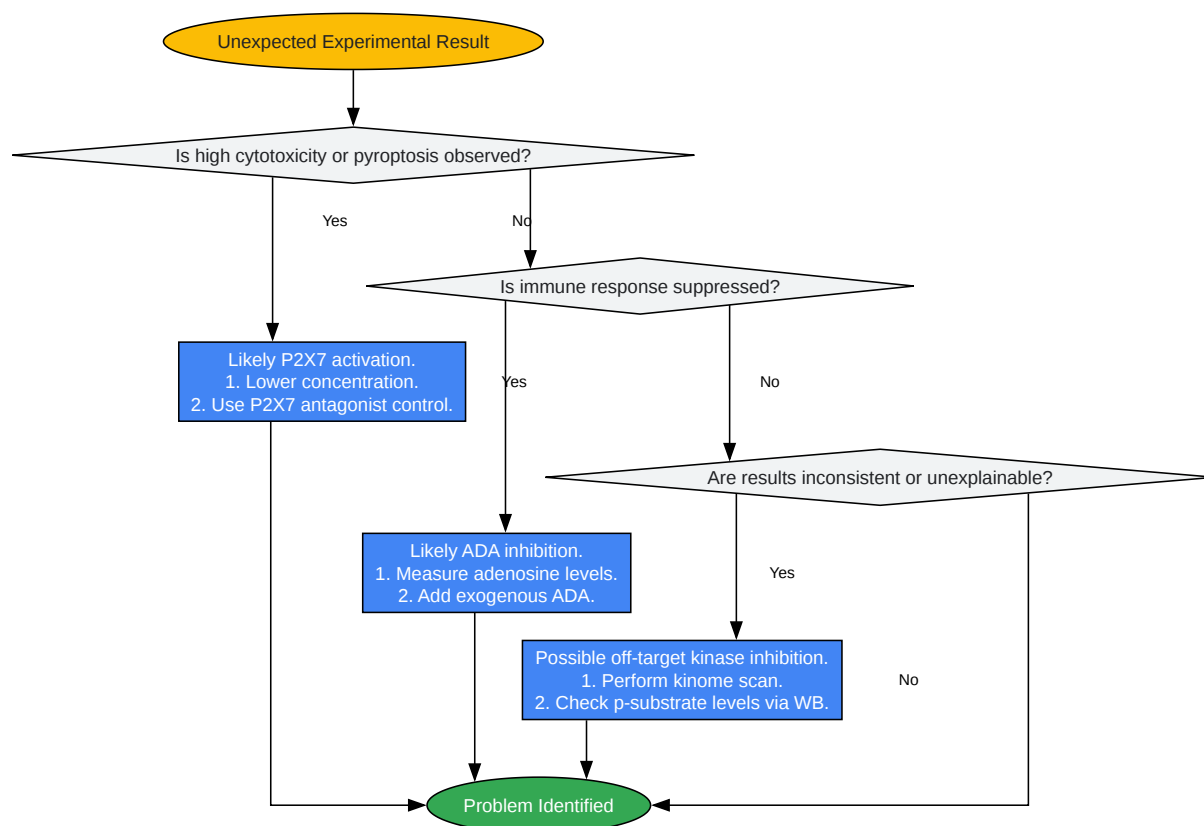 Unexpected Experimental Result
Is high cytotoxicity or pyroptosis observed?
Yes
No
Is immune response suppressed?
Likely P2X7 activation.
1. Lower concentration.
2. Use P2X7 antagonist control.
Yes
No
Are results inconsistent or unexplainable?
Likely ADA inhibition.
1. Measure adenosine levels.
2. Add exogenous ADA.
Yes
Possible off-target kinase inhibition.
1. Perform kinome scan.
2. Check p-substrate levels via WB.
No
Problem Identified